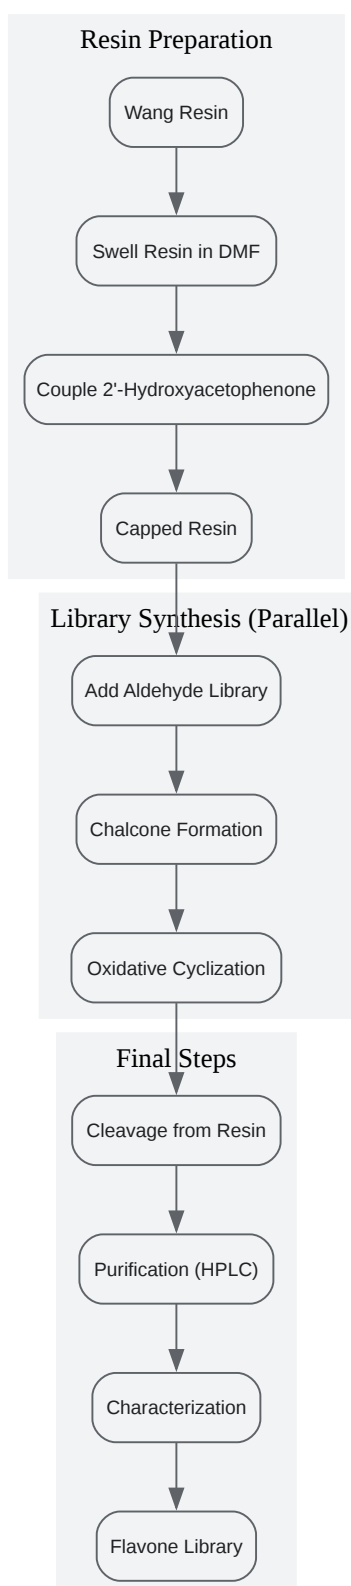 Resin Preparation
Wang Resin
Swell Resin in DMF
Couple 2'-Hydroxyacetophenone
Capped Resin
Library Synthesis (Parallel)
Add Aldehyde Library
Chalcone Formation
Oxidative Cyclization
Final Steps
Cleavage from Resin
Purification (HPLC)
Characterization
Flavone Library